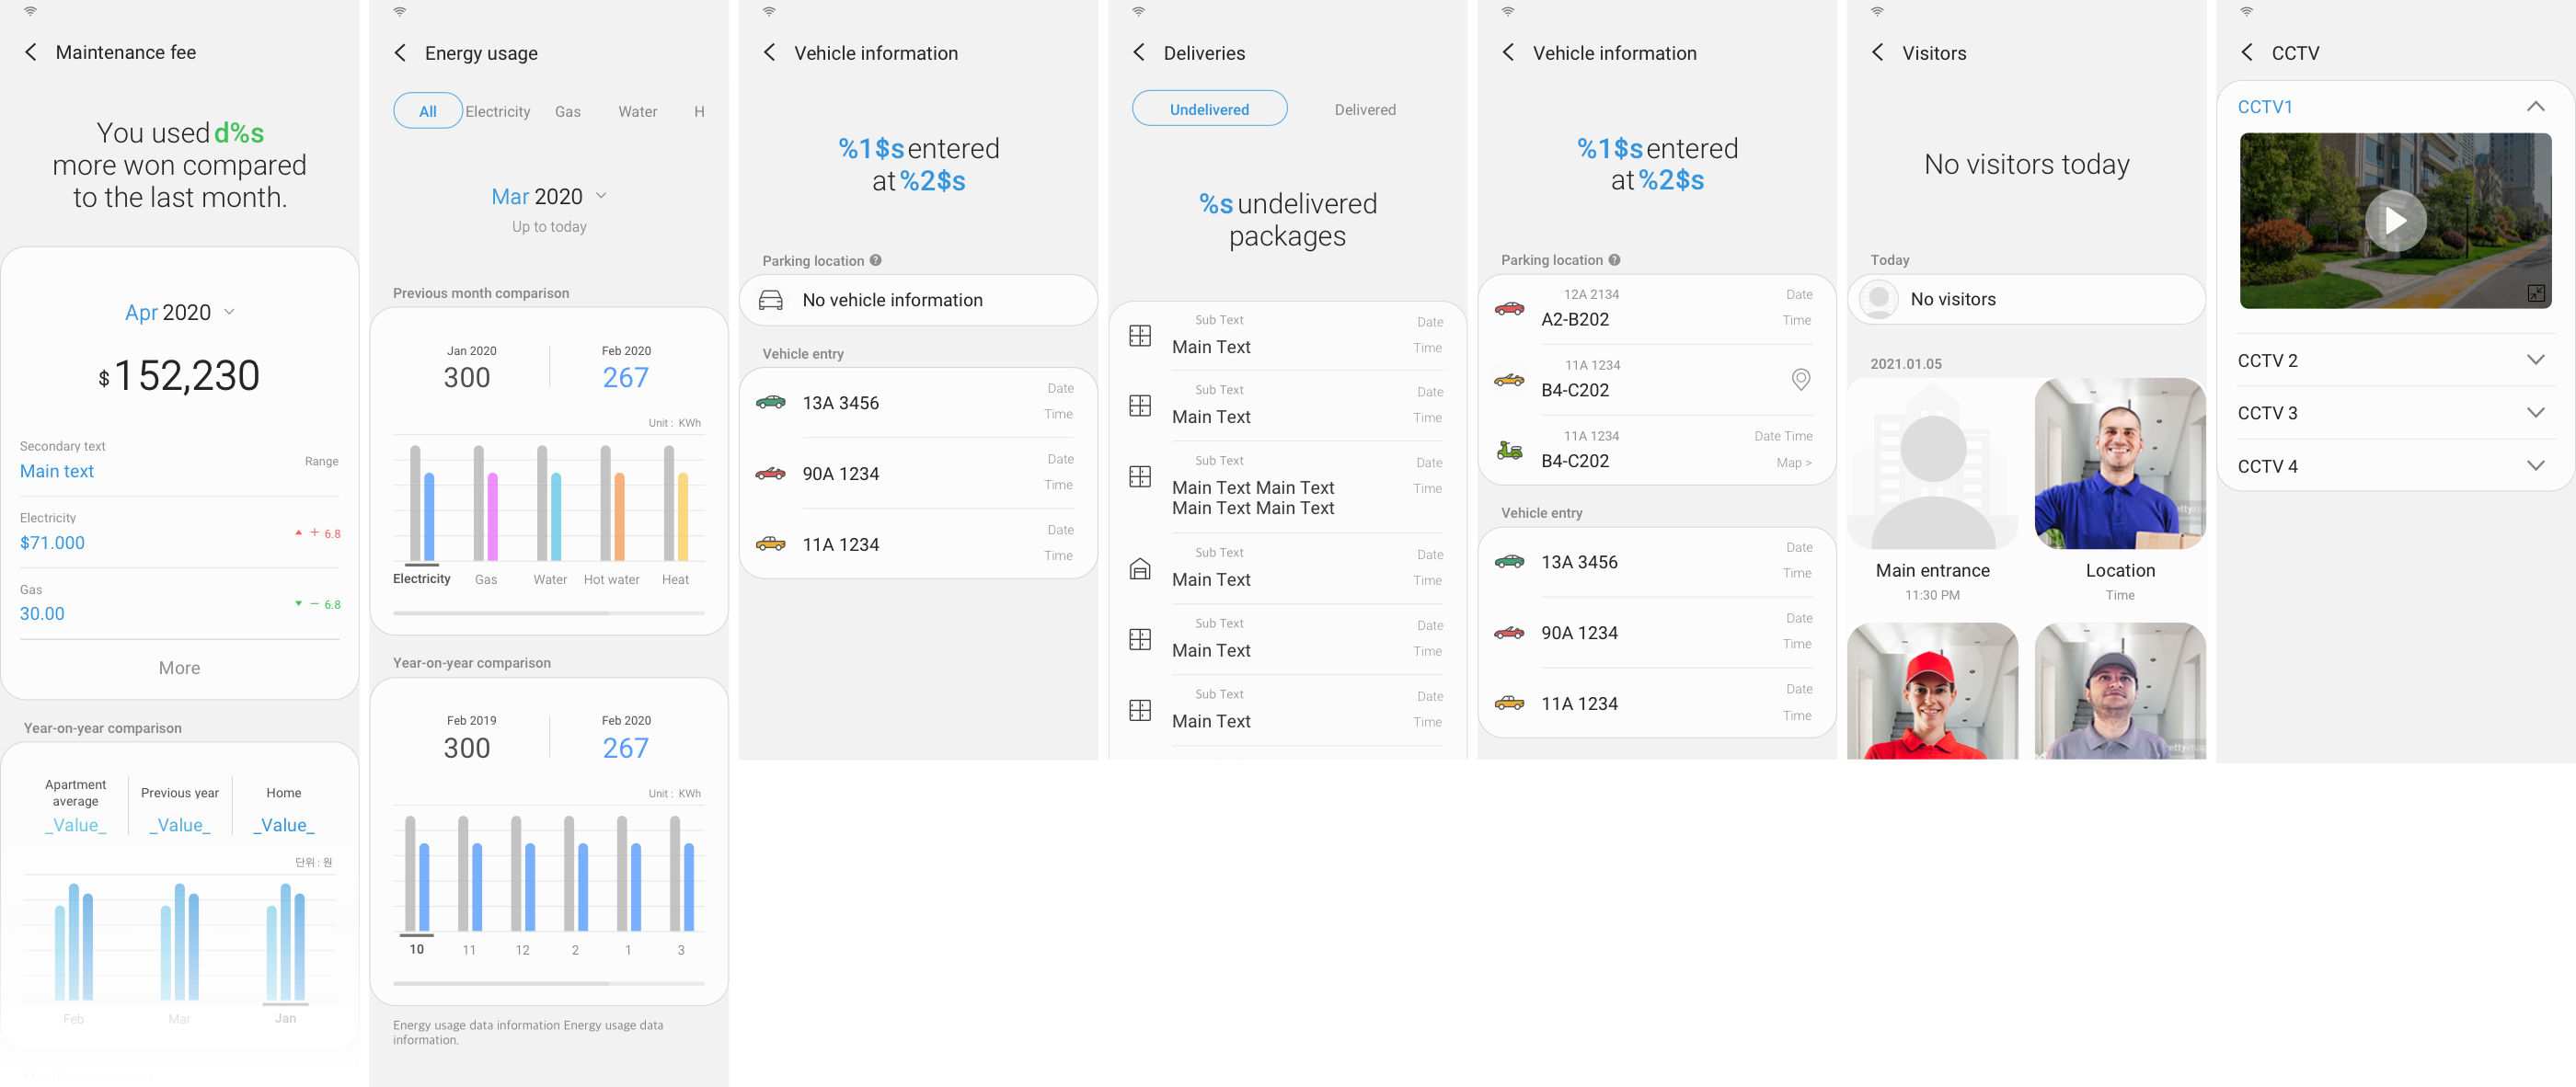 Maintenance fee
You used d%s
more won compared
to the last month.
Apr 2020
$152,230
Secondary text
Main text
Range
Electricity
$71.000
+ 6.8
Gas
30.00
− 6.8
More
Year-on-year comparison
Apartment
average
_Value_
Previous year
_Value_
Home
_Value_
단위 : 원
Feb
Mar
Jan
Energy usage
All
Electricity
Gas
Water
H
Mar 2020
Up to today
Previous month comparison
Jan 2020
300
Feb 2020
267
Unit : KWh
Electricity
Gas
Water
Hot water
Heat
Year-on-year comparison
Feb 2019
300
Feb 2020
267
Unit : KWh
10
11
12
2
1
3
Energy usage data information Energy usage data
information.
Vehicle information
%1$s entered
at %2$s
Parking location ?
No vehicle information
Vehicle entry
13A 3456
Date
Time
90A 1234
Date
Time
11A 1234
Date
Time
Deliveries
Undelivered
Delivered
%s undelivered
packages
Sub Text
Main Text
Date
Time
Sub Text
Main Text
Date
Time
Sub Text
Main Text Main Text
Main Text Main Text
Date
Time
Sub Text
Main Text
Date
Time
Sub Text
Main Text
Date
Time
Sub Text
Main Text
Date
Time
Vehicle information
%1$s entered
at %2$s
Parking location ?
12A 2134
A2-B202
Date
Time
11A 1234
B4-C202
11A 1234
B4-C202
Date Time
Map >
Vehicle entry
13A 3456
Date
Time
90A 1234
Date
Time
11A 1234
Date
Time
Visitors
No visitors today
Today
No visitors
2021.01.05
Main entrance
11:30 PM
Location
Time
CCTV
CCTV1
CCTV 2
CCTV 3
CCTV 4